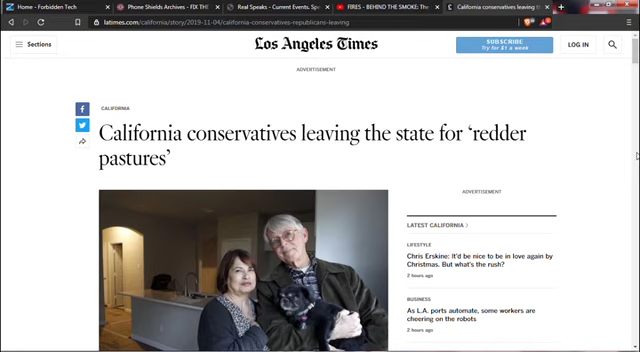 Home - Forbidden Tech
Phone Shields Archives - FIX THE
Real Speaks - Current Events. Spe
FIRES - BEHIND THE SMOKE: The
California conservatives leaving th
latimes.com/california/story/2019-11-04/california-conservatives-republicans-leaving
Sections
Los Angeles Times
SUBSCRIBE
Try for $1 a week
LOG IN
ADVERTISEMENT
CALIFORNIA
California conservatives leaving the state for ‘redder
pastures’
ADVERTISEMENT
LATEST CALIFORNIA
LIFESTYLE
Chris Erskine: It’d be nice to be in love again by
Christmas. But what’s the rush?
2 hours ago
BUSINESS
As L.A. ports automate, some workers are
cheering on the robots
2 hours ago